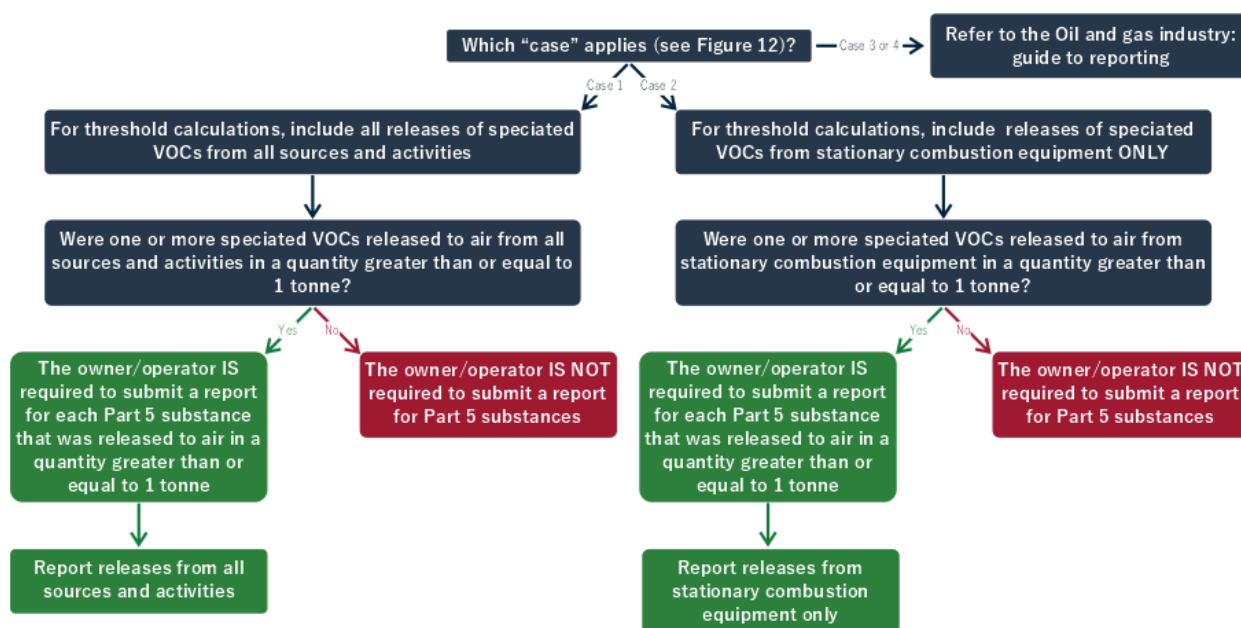 Which “case” applies (see Figure 12)?
Case 3 or 4
Refer to the Oil and gas industry:
guide to reporting
Case 1
Case 2
For threshold calculations, include all releases of speciated
VOCs from all sources and activities
For threshold calculations, include releases of speciated
VOCs from stationary combustion equipment ONLY
Were one or more speciated VOCs released to air from all
sources and activities in a quantity greater than or equal to
1 tonne?
Were one or more speciated VOCs released to air from
stationary combustion equipment in a quantity greater than
or equal to 1 tonne?
Yes
No
Yes
No
The owner/operator IS
required to submit a report
for each Part 5 substance
that was released to air in a
quantity greater than or
equal to 1 tonne
The owner/operator IS NOT
required to submit a report
for Part 5 substances
The owner/operator IS
required to submit a report
for each Part 5 substance
that was released to air in a
quantity greater than or
equal to 1 tonne
The owner/operator IS NOT
required to submit a report
for Part 5 substances
Report releases from all
sources and activities
Report releases from
stationary combustion
equipment only